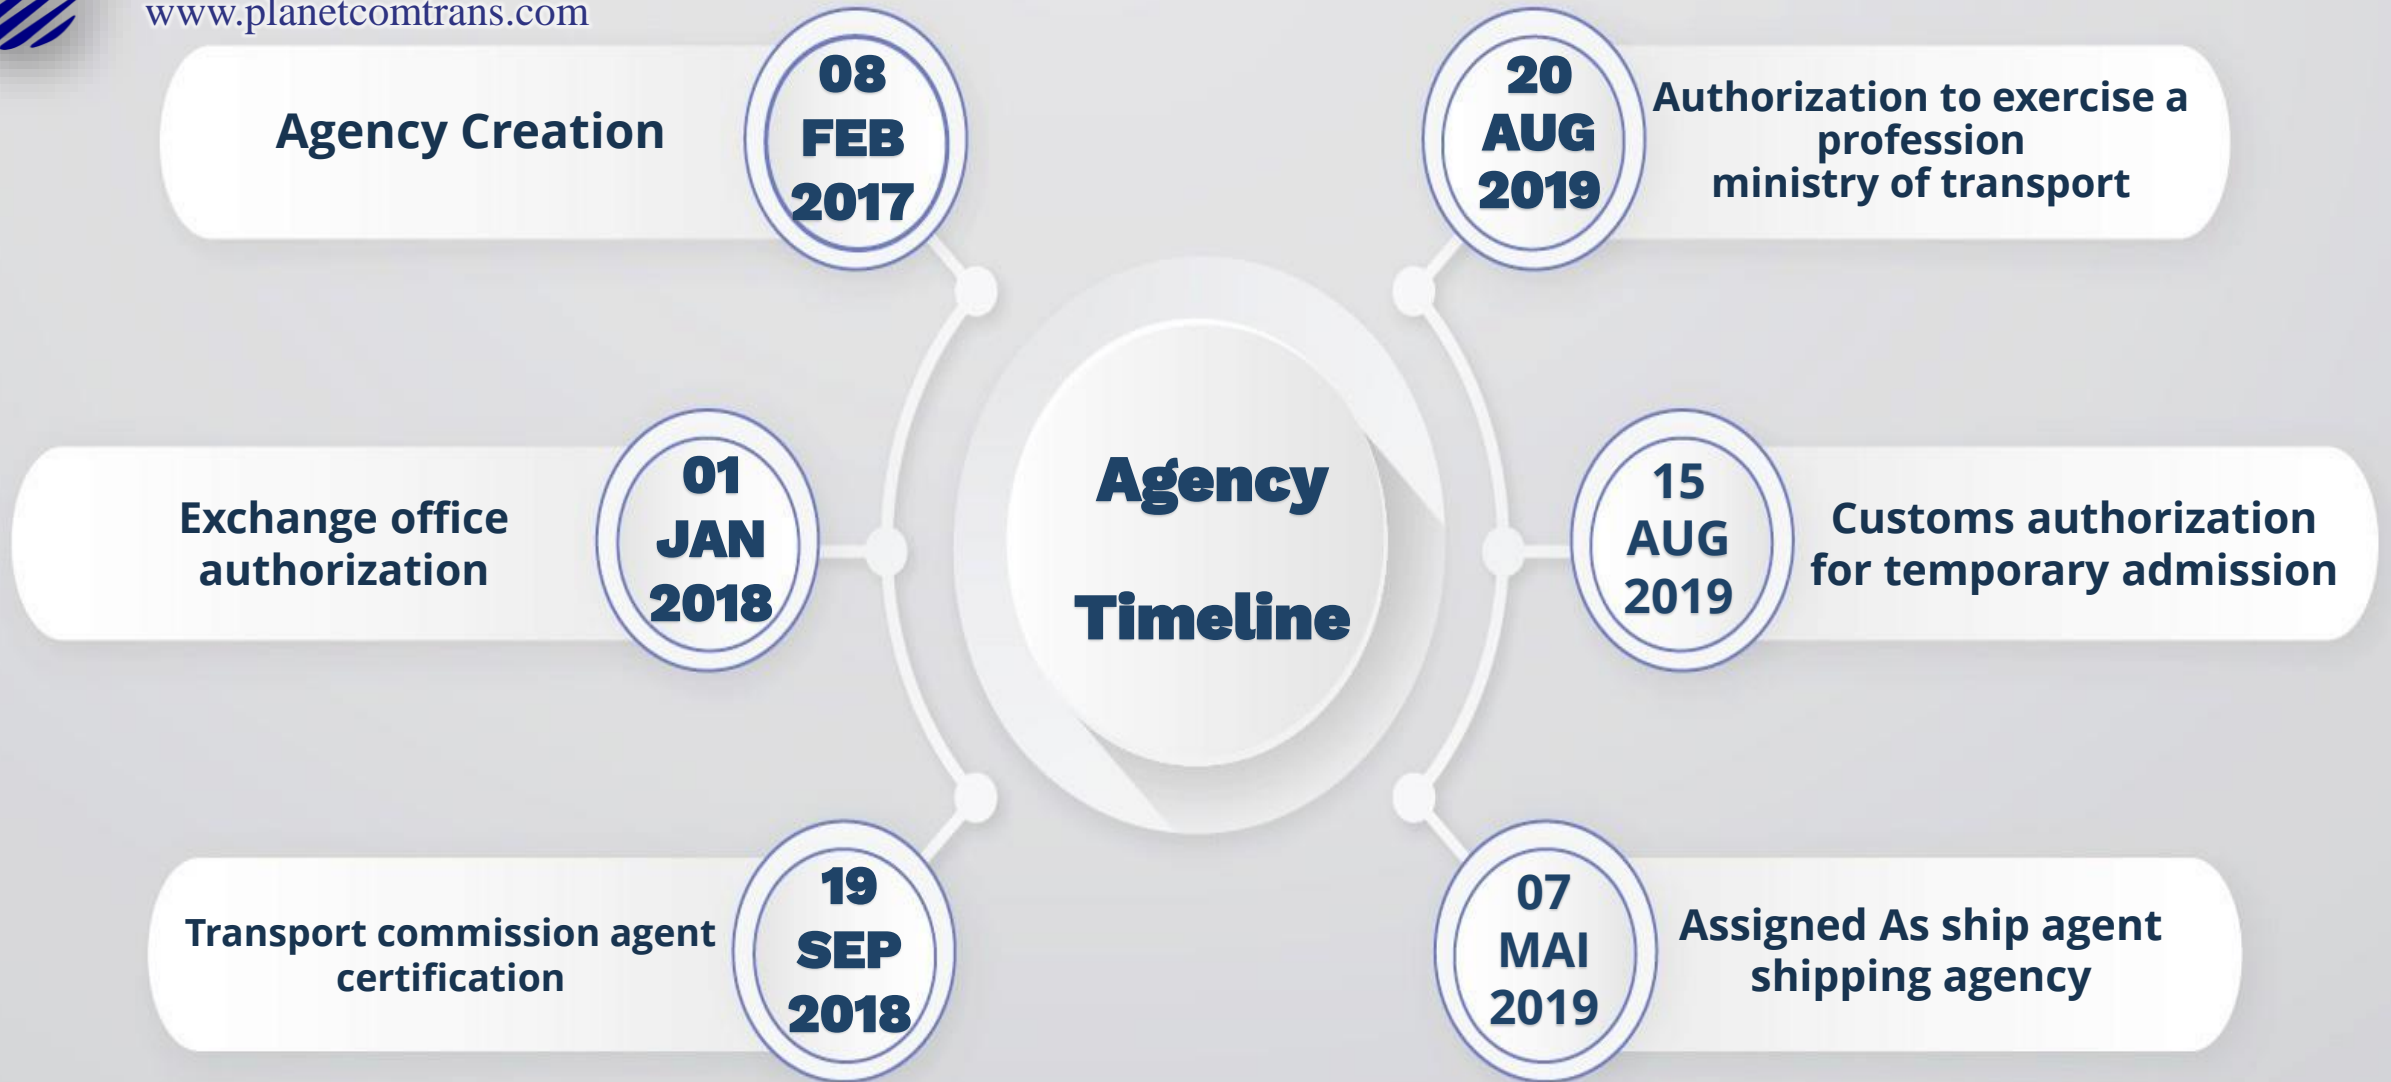 www.planetcomtrans.com
Agency Creation
08
FEB
2017
Exchange office
authorization
01
JAN
2018
Transport commission agent
certification
19
SEP
2018
Agency
Timeline
20
AUG
2019
Authorization to exercise a
profession
ministry of transport
15
AUG
2019
Customs authorization
for temporary admission
07
MAI
2019
Assigned As ship agent
shipping agency